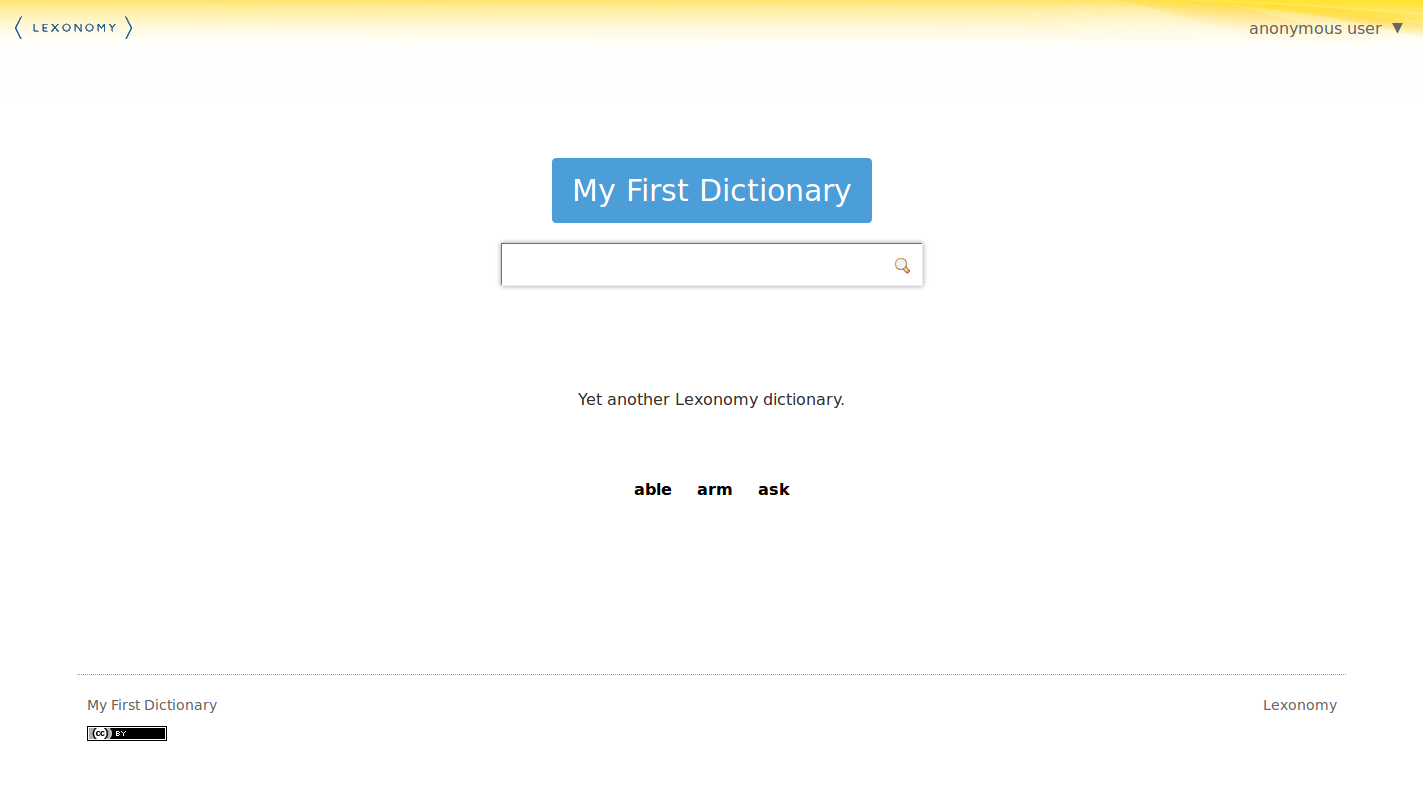 LEXONOMY
anonymous user ▼
My First Dictionary
Yet another Lexonomy dictionary.
able arm ask
My First Dictionary
Lexonomy
cc BY